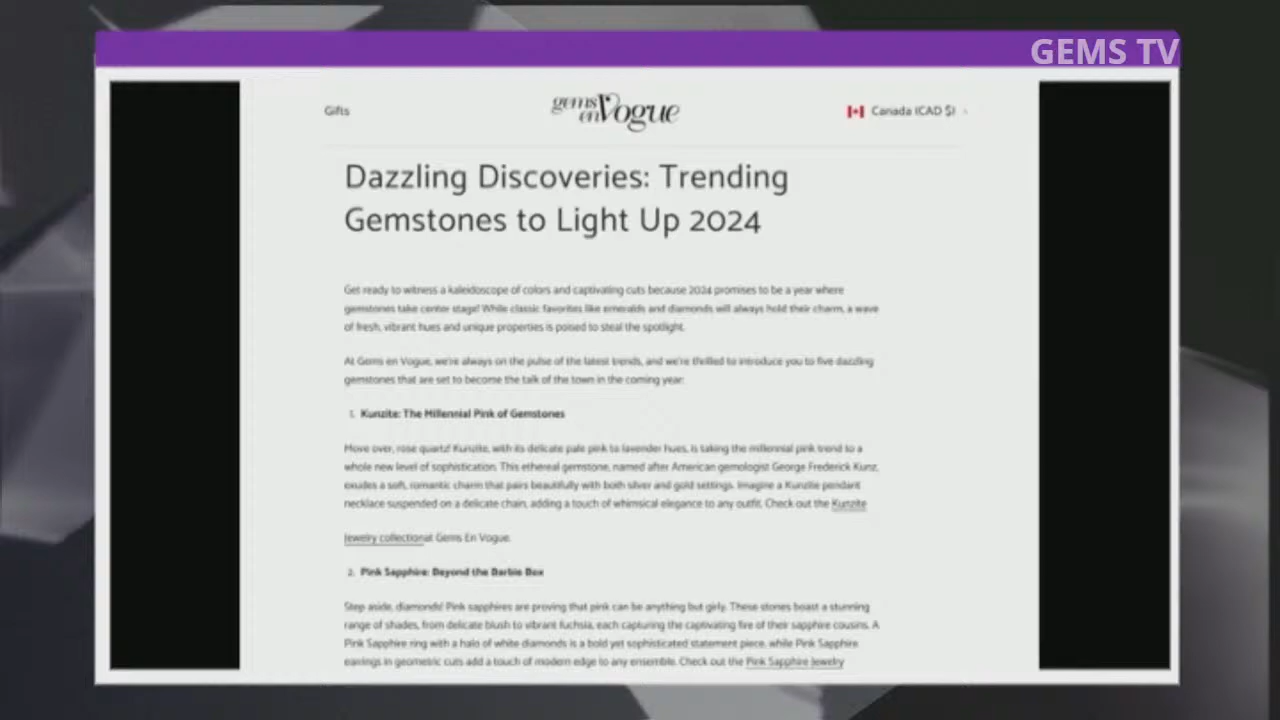 GEMS TV
Gifts
gems en Vogue
Canada (CAD $)
Dazzling Discoveries: Trending
Gemstones to Light Up 2024
Get ready to witness a kaleidoscope of colors and captivating cuts because 2024 promises to be a year where
gemstones take center stage! While classic favorites like emeralds and diamonds will always hold their charm, a wave
of fresh, vibrant hues and unique properties is poised to steal the spotlight.
At Gems en Vogue, we're always on the pulse of the latest trends, and we're thrilled to introduce you to five dazzling
gemstones that are set to become the talk of the town in the coming year:
1. Kunzite: The Millennial Pink of Gemstones
Move over, rose quartz! Kunzite, with its delicate pale pink to lavender hues, is taking the millennial pink trend to a
whole new level of sophistication. This ethereal gemstone, named after American gemologist George Frederick Kunz,
exudes a soft, romantic charm that pairs beautifully with both silver and gold settings. Imagine a Kunzite pendant
necklace suspended on a delicate chain, adding a touch of whimsical elegance to any outfit. Check out the Kunzite
Jewelry collectionat Gems En Vogue.
2. Pink Sapphire: Beyond the Barbie Box
Step aside, diamonds! Pink sapphires are proving that pink can be anything but girly. These stones boast a stunning
range of shades, from delicate blush to vibrant fuchsia, each capturing the captivating fire of their sapphire cousins. A
Pink Sapphire ring with a halo of white diamonds is a bold yet sophisticated statement piece, while Pink Sapphire
earrings in geometric cuts add a touch of modern edge to any ensemble. Check out the Pink Sapphire Jewelry